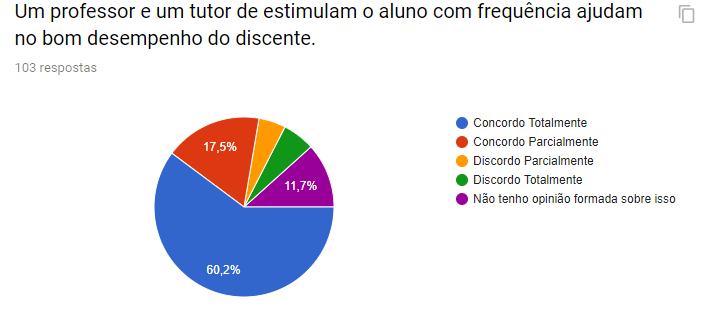 Um professor e um tutor de estimulam o aluno com frequência ajudam
no bom desempenho do discente.
103 respostas
17,5%
11,7%
60,2%
Concordo Totalmente
Concordo Parcialmente
Discordo Parcialmente
Discordo Totalmente
Não tenho opinião formada sobre isso